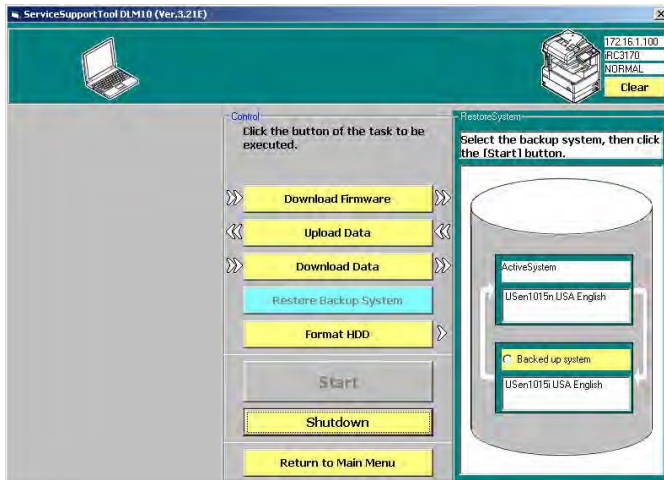 ServiceSupportTool DLM10 (Ver.3.21E)
172.16.1.100
iRC3170
NORMAL
Clear
Control
Click the button of the task to be
executed.
Download Firmware
Upload Data
Download Data
Restore Backup System
Format HDD
Start
Shutdown
Return to Main Menu
RestoreSystem
Select the backup system, then click
the [Start] button.
ActiveSystem
USen1015n USA English
Backed up system
USen1015i USA English